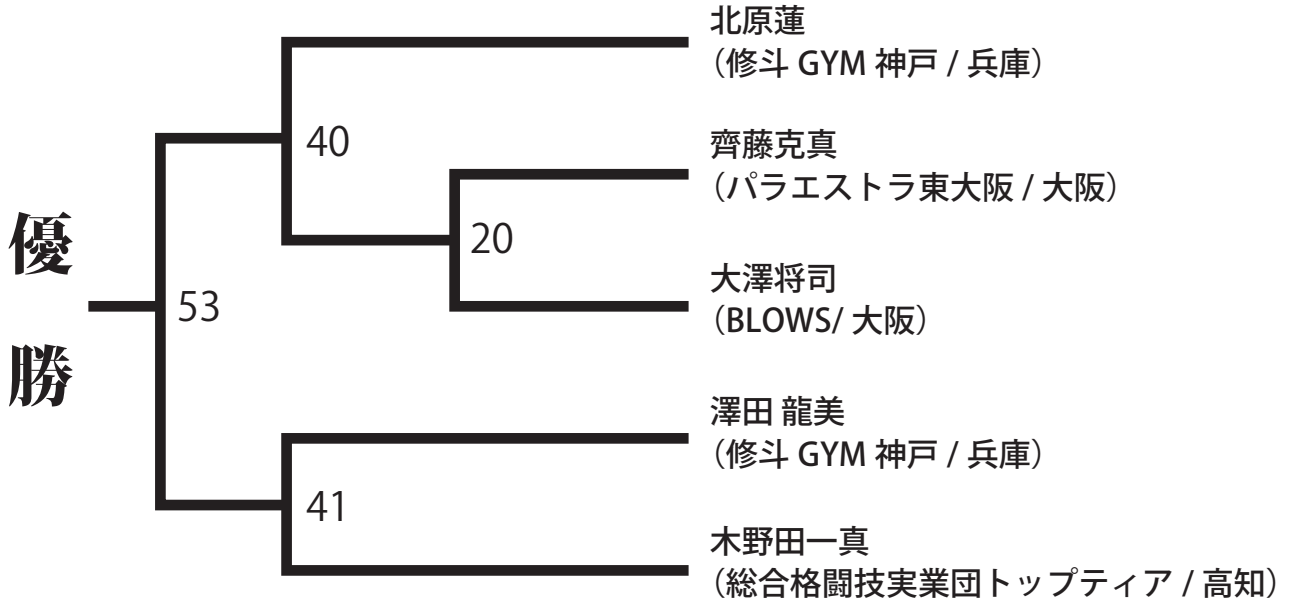 北原蓮
（修斗 GYM 神戸 / 兵庫）
40
齊藤克真
（パラエストラ東大阪 / 大阪）
20
大澤将司
（BLOWS/ 大阪）
優勝
53
澤田 龍美
（修斗 GYM 神戸 / 兵庫）
41
木野田一真
（総合格闘技実業団トップティア / 高知）